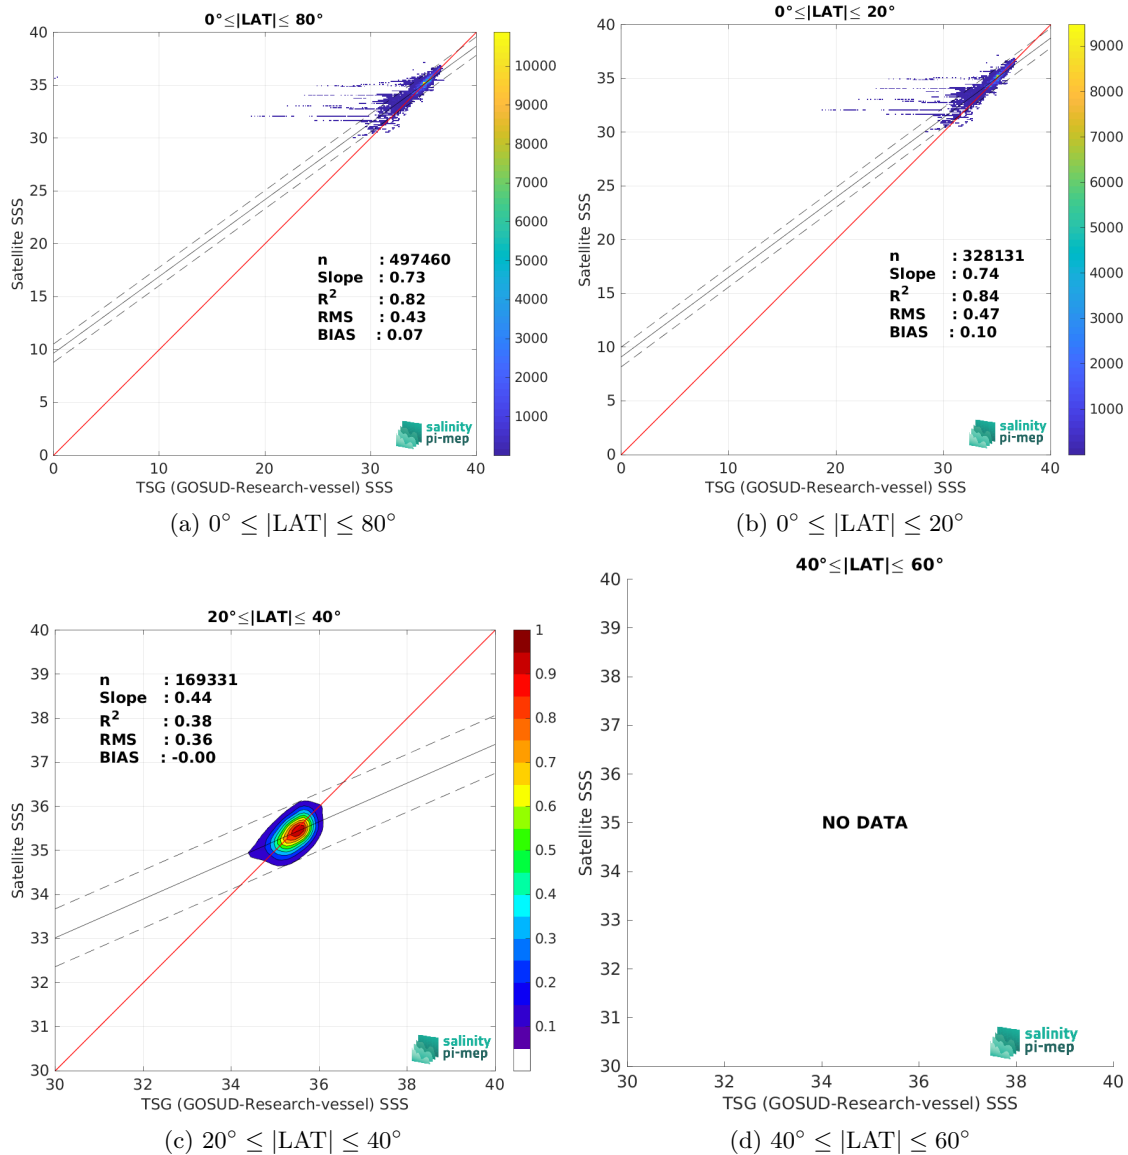 0°≤|LAT|≤ 80°
40
35
30
25
20
15
10
5
0
Satellite SSS
n : 497460
Slope : 0.73
R² : 0.82
RMS : 0.43
BIAS : 0.07
salinity
pi-mep
0 10 20 30 40
TSG (GOSUD-Research-vessel) SSS
10000
9000
8000
7000
6000
5000
4000
3000
2000
1000
(a) 0° ≤ |LAT| ≤ 80°
0°≤|LAT|≤ 20°
40
35
30
25
20
15
10
5
0
Satellite SSS
n : 328131
Slope : 0.74
R² : 0.84
RMS : 0.47
BIAS : 0.10
salinity
pi-mep
0 10 20 30 40
TSG (GOSUD-Research-vessel) SSS
9000
8000
7000
6000
5000
4000
3000
2000
1000
(b) 0° ≤ |LAT| ≤ 20°
20°≤|LAT|≤ 40°
40
39
38
37
36
35
34
33
32
31
30
Satellite SSS
n : 169331
Slope : 0.44
R² : 0.38
RMS : 0.36
BIAS : -0.00
salinity
pi-mep
30 32 34 36 38 40
TSG (GOSUD-Research-vessel) SSS
1
0.9
0.8
0.7
0.6
0.5
0.4
0.3
0.2
0.1
(c) 20° ≤ |LAT| ≤ 40°
40°≤|LAT|≤ 60°
40
39
38
37
36
35
34
33
32
31
30
Satellite SSS
NO DATA
salinity
pi-mep
30 32 34 36 38 40
TSG (GOSUD-Research-vessel) SSS
(d) 40° ≤ |LAT| ≤ 60°